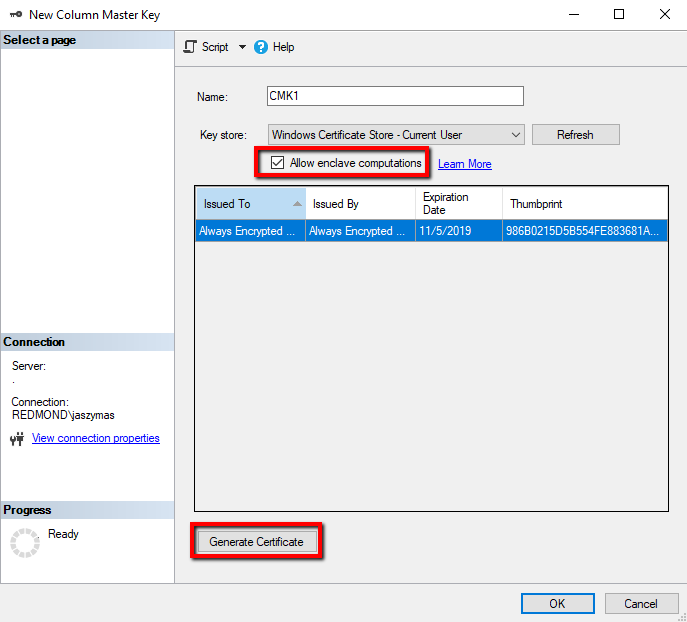 New Column Master Key
Select a page
Script
Help
Name:
CMK1
Key store:
Windows Certificate Store - Current User
Refresh
Allow enclave computations
Learn More
Issued To
Issued By
Expiration
Date
Thumbprint
Always Encrypted ...
Always Encrypted ...
11/5/2019
986B0215D5B554FE883681A...
Connection
Server:
.
Connection:
REDMOND\jaszymas
View connection properties
Progress
Ready
Generate Certificate
OK
Cancel